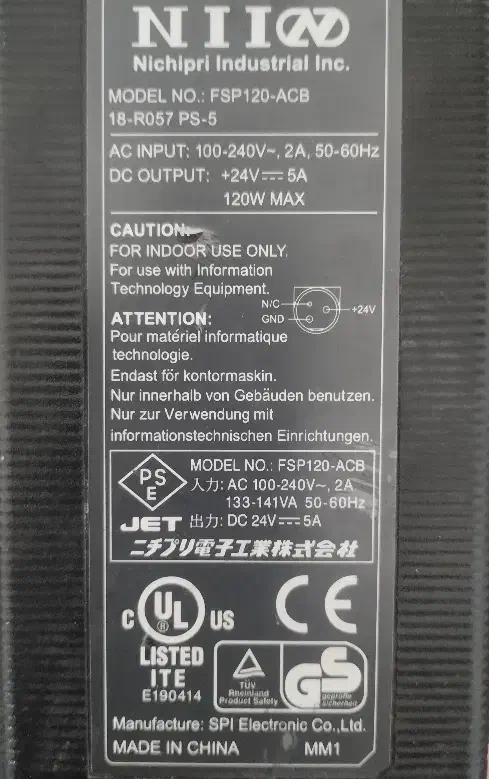 NIICO
Nichipri Industrial Inc.
MODEL NO.: FSP120-ACB
18-R057 PS-5
AC INPUT: 100-240V~, 2A, 50-60Hz
DC OUTPUT: +24V⎓5A
120W MAX
CAUTION:
FOR INDOOR USE ONLY.
For use with Information
Technology Equipment.
N/C
+24V
GND
ATTENTION:
Pour matériel informatique
technologie.
Endast för kontormaskin.
Nur innerhalb von Gebäuden benutzen.
Nur zur Verwendung mit
informationstechnischen Einrichtungen.
PS
E
MODEL NO.: FSP120-ACB
入力: AC 100-240V~, 2A
133-141VA 50-60Hz
JET 出力: DC 24V⎓5A
ニチプリ電子工業株式会社
C UL US
®
CE
LISTED
ITE
E190414
TÜV
Rheinland
Product Safety
GS
geprüfte
Sicherheit
Manufacture: SPI Electronic Co.,Ltd.
MADE IN CHINA MM1